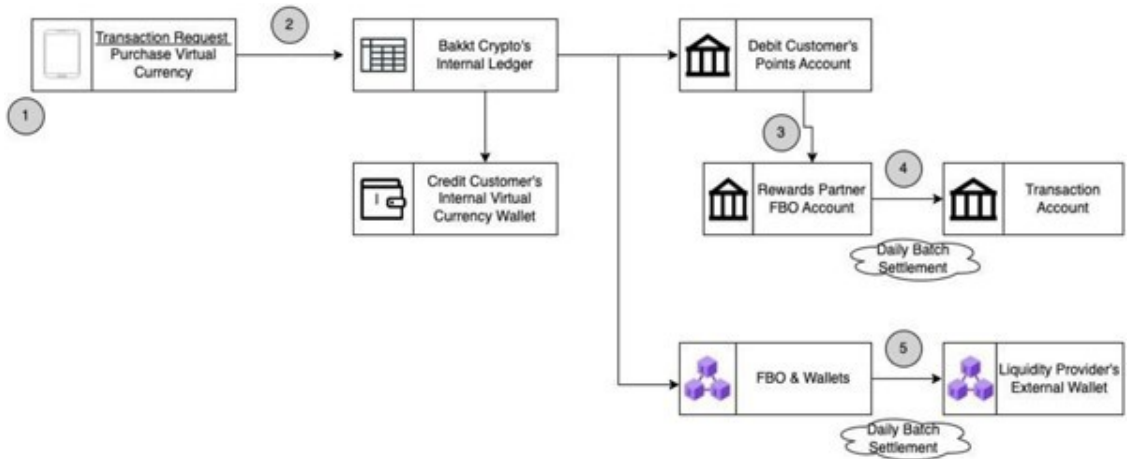 1
Transaction Request
Purchase Virtual
Currency
2
Bakkt Crypto's
Internal Ledger
Debit Customer's
Points Account
Credit Customer's
Internal Virtual
Currency Wallet
3
Rewards Partner
FBO Account
4
Transaction
Account
Daily Batch
Settlement
FBO & Wallets
5
Liquidity Provider's
External Wallet
Daily Batch
Settlement